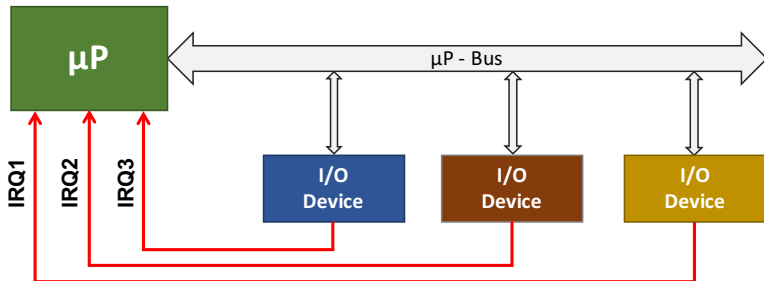 µP
µP - Bus
IRQ1
IRQ2
IRQ3
I/O
Device
I/O
Device
I/O
Device